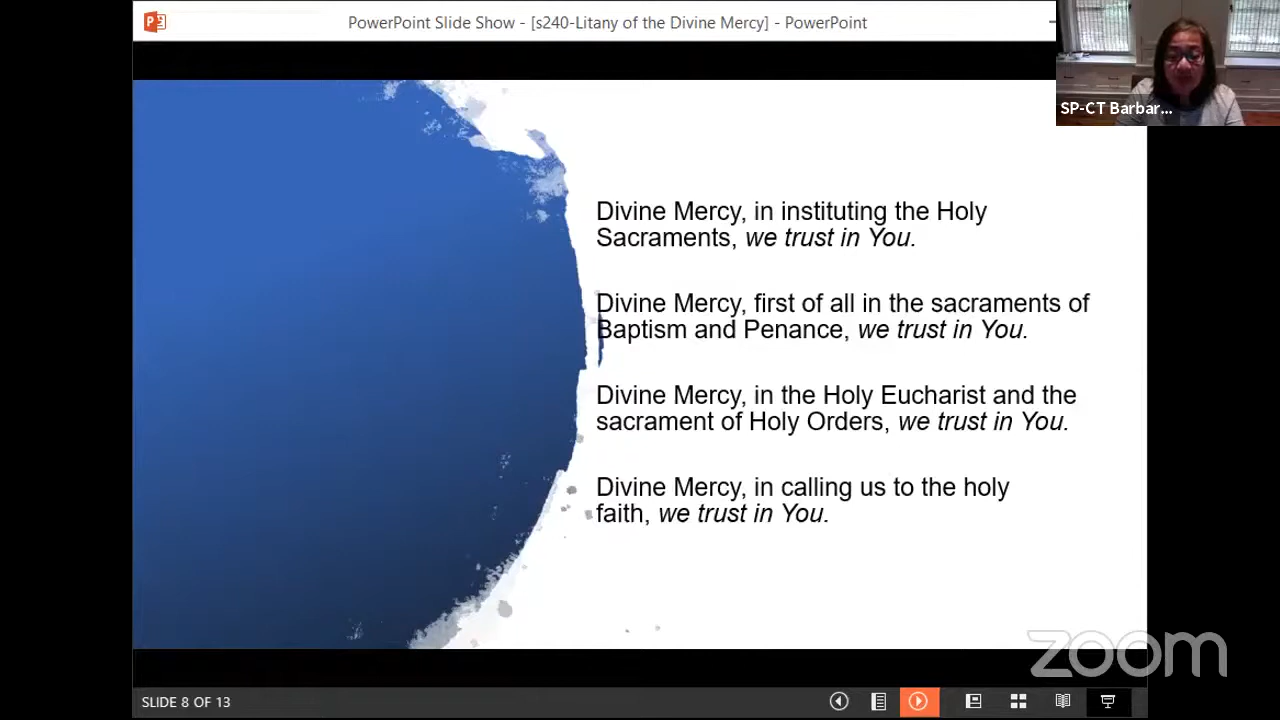 PowerPoint Slide Show - [s240-Litany of the Divine Mercy] - PowerPoint
SP-CT Barbar...
Divine Mercy, in instituting the Holy
Sacraments, we trust in You.
Divine Mercy, first of all in the sacraments of
Baptism and Penance, we trust in You.
Divine Mercy, in the Holy Eucharist and the
sacrament of Holy Orders, we trust in You.
Divine Mercy, in calling us to the holy
faith, we trust in You.
zoom
SLIDE 8 OF 13